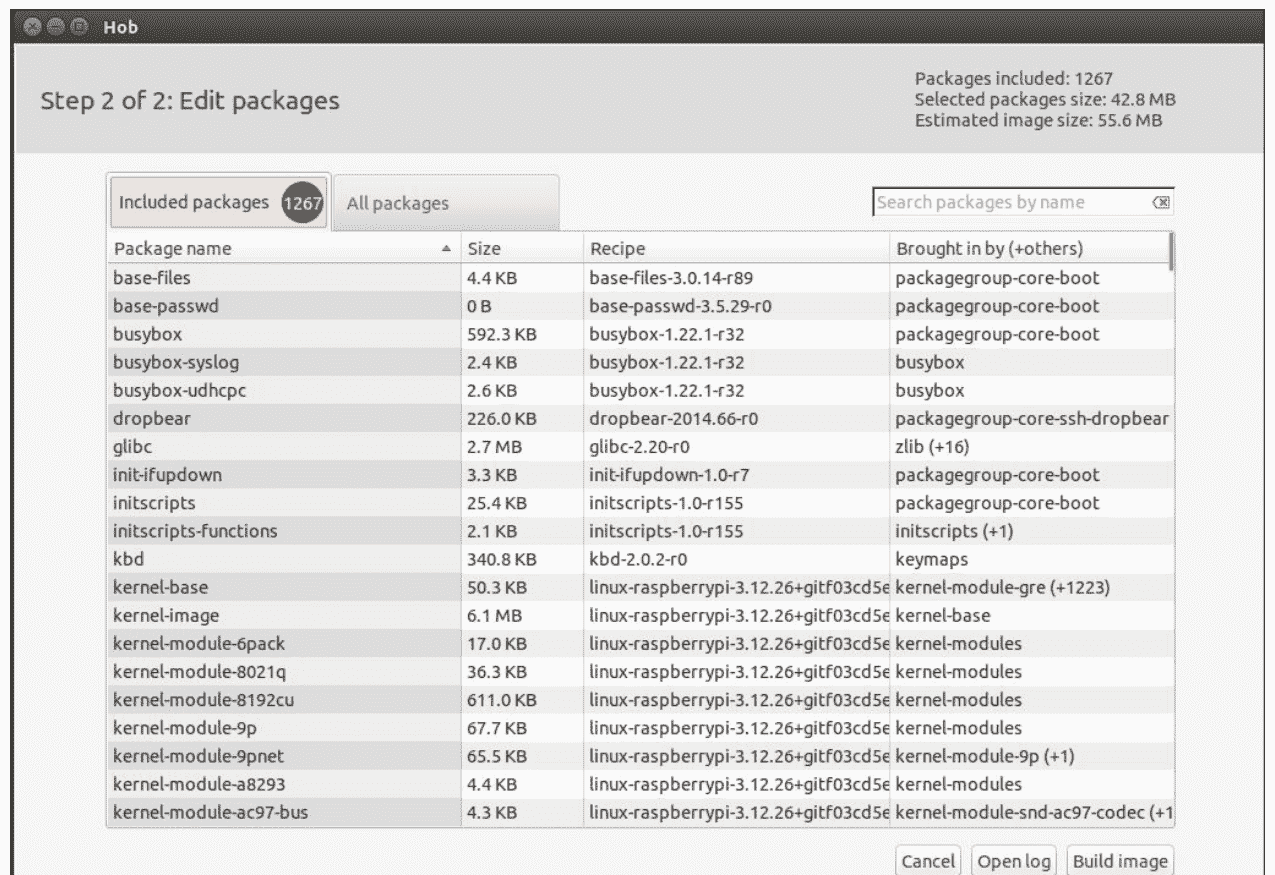 Hob
Step 2 of 2: Edit packages
Packages included: 1267
Selected packages size: 42.8 MB
Estimated image size: 55.6 MB
Included packages 1267 All packages Search packages by name
Package name Size Recipe Brought in by (+others)
base-files 4.4 KB base-files-3.0.14-r89 packagegroup-core-boot
base-passwd 0 B base-passwd-3.5.29-r0 packagegroup-core-boot
busybox 592.3 KB busybox-1.22.1-r32 packagegroup-core-boot
busybox-syslog 2.4 KB busybox-1.22.1-r32 busybox
busybox-udhcpc 2.6 KB busybox-1.22.1-r32 busybox
dropbear 226.0 KB dropbear-2014.66-r0 packagegroup-core-ssh-dropbear
glibc 2.7 MB glibc-2.20-r0 zlib (+16)
init-ifupdown 3.3 KB init-ifupdown-1.0-r7 packagegroup-core-boot
initscripts 25.4 KB initscripts-1.0-r155 packagegroup-core-boot
initscripts-functions 2.1 KB initscripts-1.0-r155 initscripts (+1)
kbd 340.8 KB kbd-2.0.2-r0 keymaps
kernel-base 50.3 KB linux-raspberrypi-3.12.26+gitf03cd5e kernel-module-gre (+1223)
kernel-image 6.1 MB linux-raspberrypi-3.12.26+gitf03cd5e kernel-base
kernel-module-6pack 17.0 KB linux-raspberrypi-3.12.26+gitf03cd5e kernel-modules
kernel-module-8021q 36.3 KB linux-raspberrypi-3.12.26+gitf03cd5e kernel-modules
kernel-module-8192cu 611.0 KB linux-raspberrypi-3.12.26+gitf03cd5e kernel-modules
kernel-module-9p 67.7 KB linux-raspberrypi-3.12.26+gitf03cd5e kernel-modules
kernel-module-9pnet 65.5 KB linux-raspberrypi-3.12.26+gitf03cd5e kernel-module-9p (+1)
kernel-module-a8293 4.4 KB linux-raspberrypi-3.12.26+gitf03cd5e kernel-modules
kernel-module-ac97-bus 4.3 KB linux-raspberrypi-3.12.26+gitf03cd5e kernel-module-snd-ac97-codec (+1
Cancel Open log Build image